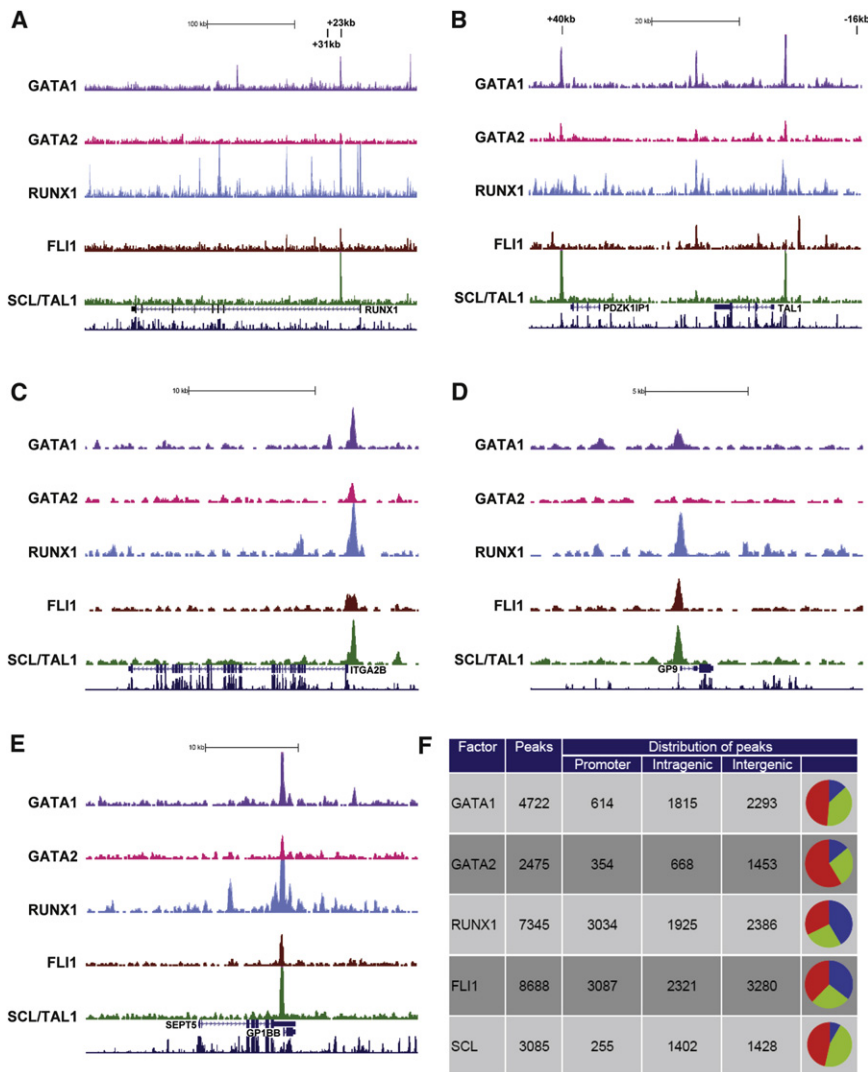 A
100 kb
+23kb
+31kb
GATA1
GATA2
RUNX1
FLI1
SCL/TAL1
RUNX1
B
+40kb
20 kb
-16kb
GATA1
GATA2
RUNX1
FLI1
SCL/TAL1
PDZK1IP1
TAL1
C
10 kb
GATA1
GATA2
RUNX1
FLI1
SCL/TAL1
ITGA2B
D
5 kb
GATA1
GATA2
RUNX1
FLI1
SCL/TAL1
GP9
E
10 kb
GATA1
GATA2
RUNX1
FLI1
SCL/TAL1
SEPT5
GP1BB
F
Factor Peaks Distribution of peaks
Promoter Intragenic Intergenic
GATA1 4722 614 1815 2293
GATA2 2475 354 668 1453
RUNX1 7345 3034 1925 2386
FLI1 8688 3087 2321 3280
SCL 3085 255 1402 1428